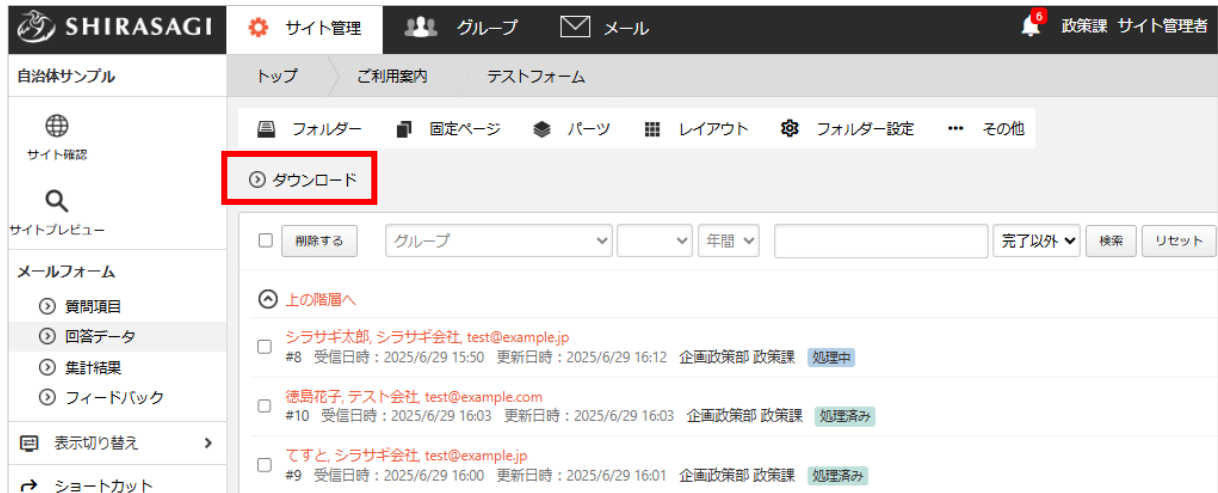 SHIRASAGI
サイト管理
グループ
メール
6
政策課 サイト管理者
自治体サンプル
トップ
ご利用案内
テストフォーム
サイト確認
サイトプレビュー
メールフォーム
質問項目
回答データ
集計結果
フィードバック
表示切り替え
ショートカット
フォルダー
固定ページ
パーツ
レイアウト
フォルダー設定
その他
ダウンロード
削除する
グループ
年間
完了以外
検索
リセット
上の階層へ
シラサギ太郎, シラサギ会社, test@example.jp
#8 受信日時：2025/6/29 15:50 更新日時：2025/6/29 16:12 企画政策部 政策課 処理中
徳島花子, テスト会社, test@example.com
#10 受信日時：2025/6/29 16:03 更新日時：2025/6/29 16:03 企画政策部 政策課 処理済み
てすと, シラサギ会社, test@example.jp
#9 受信日時：2025/6/29 16:00 更新日時：2025/6/29 16:01 企画政策部 政策課 処理済み